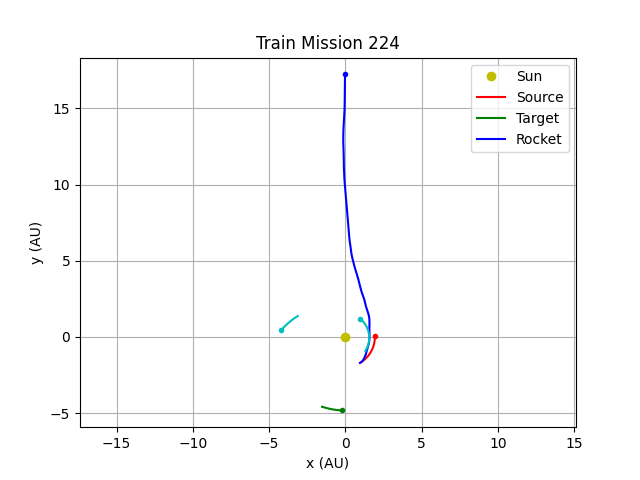 Train Mission 224
Sun
Source
Target
Rocket
15
10
5
0
−5
y (AU)
−15
−10
−5
0
5
10
15
x (AU)